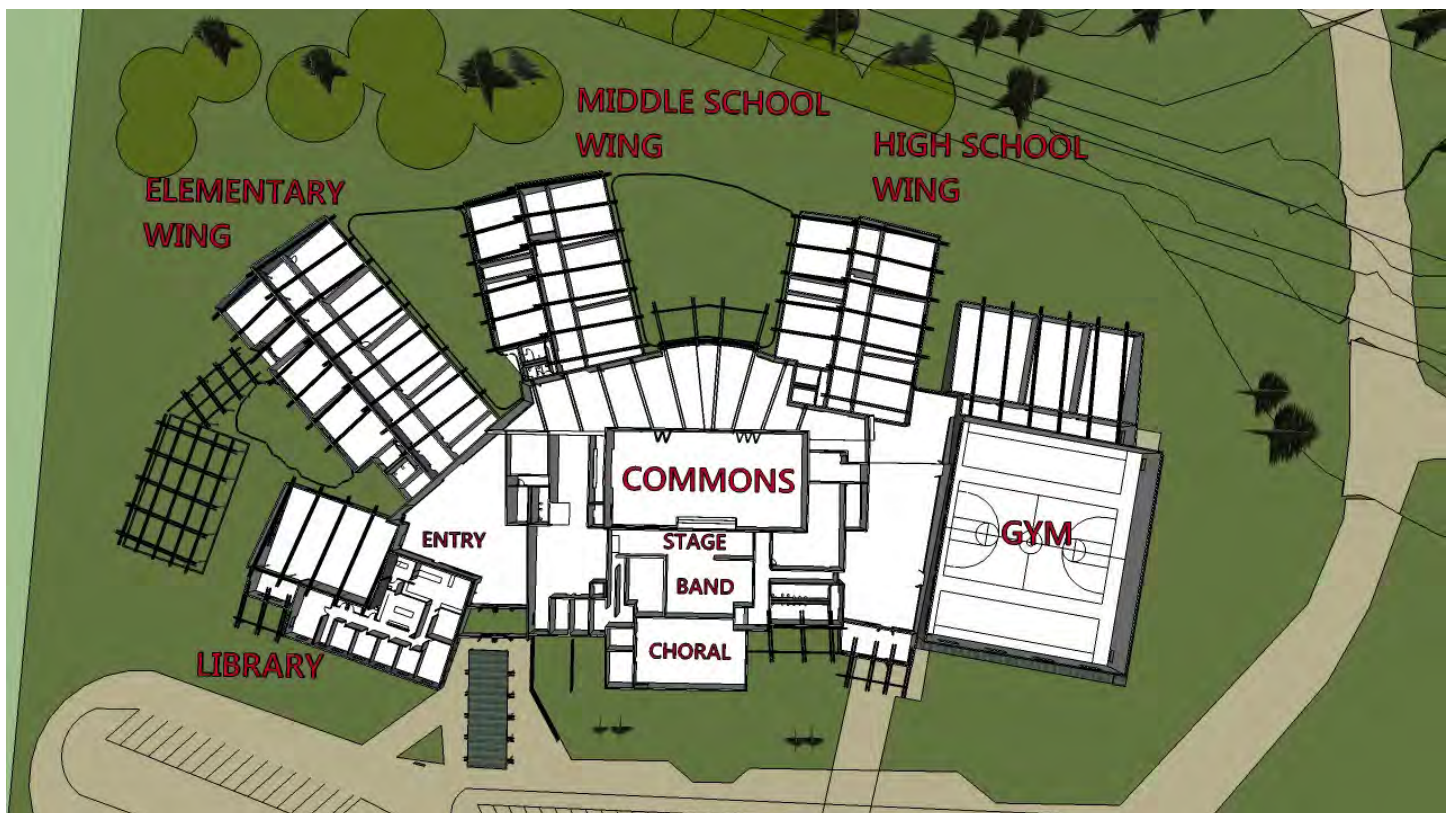 MIDDLE SCHOOL
WING
HIGH SCHOOL
WING
ELEMENTARY
WING
COMMONS
ENTRY
STAGE
GYM
BAND
CHORAL
LIBRARY